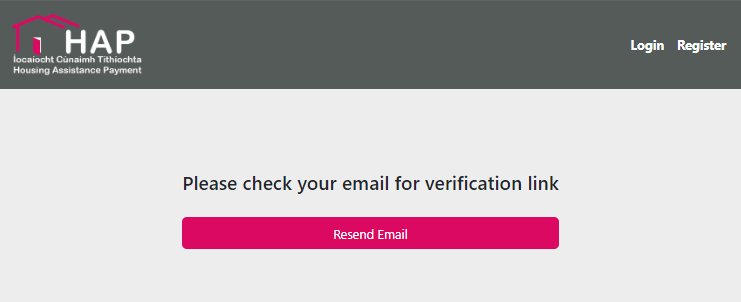 HAP
Íocaíocht Cúnaimh Tithíochta
Housing Assistance Payment
Login Register
Please check your email for verification link
Resend Email